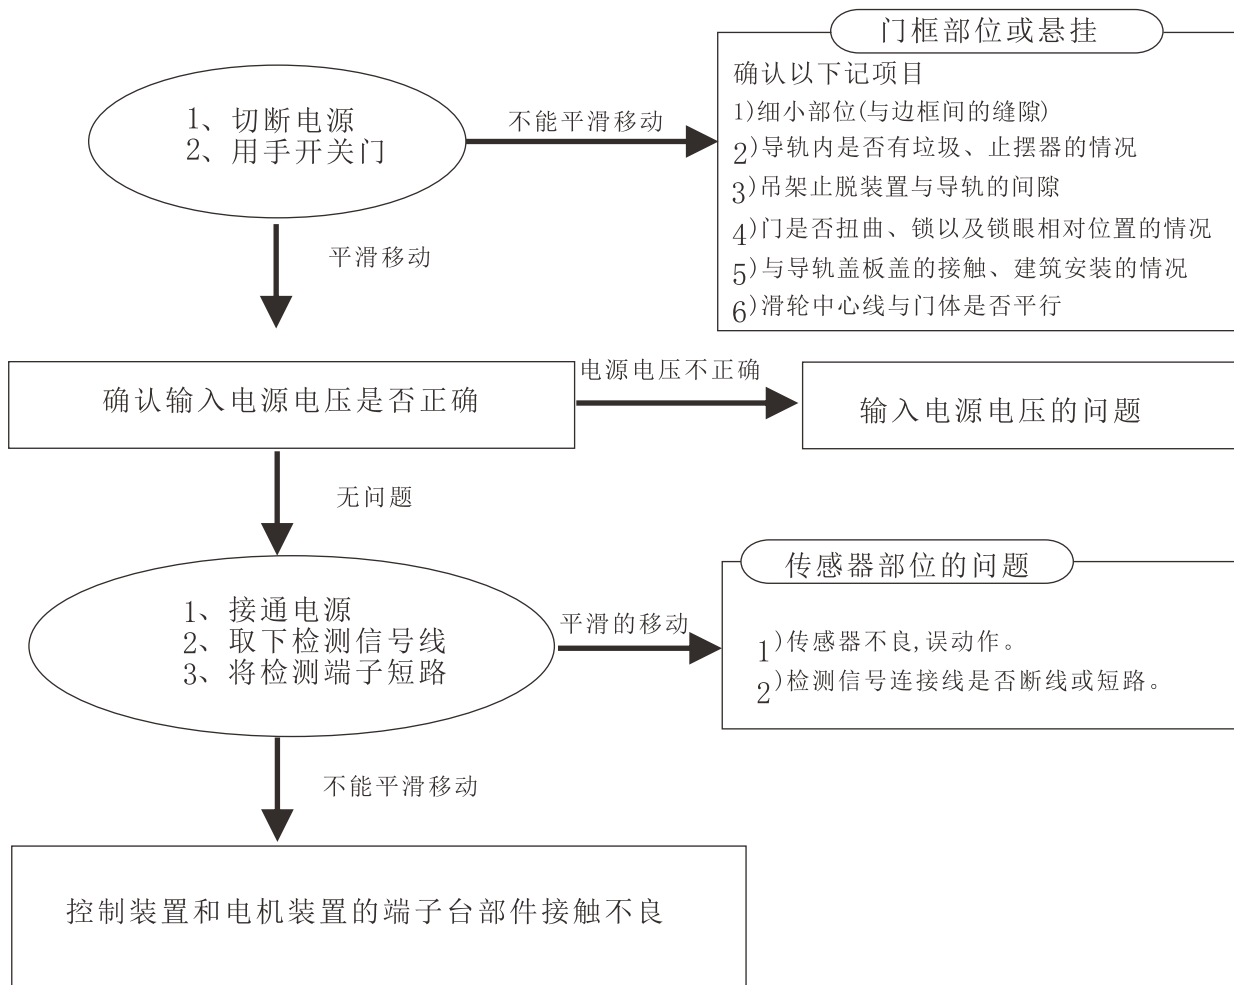 门框部位或悬挂
确认以下记项目
1)细小部位(与边框间的缝隙)
2)导轨内是否有垃圾、止摆器的情况
3)吊架止脱装置与导轨的间隙
4)门是否扭曲、锁以及锁眼相对位置的情况
5)与导轨盖板盖的接触、建筑安装的情况
6)滑轮中心线与门体是否平行
1、切断电源
2、用手开关门
不能平滑移动
平滑移动
确认输入电源电压是否正确
电源电压不正确
输入电源电压的问题
无问题
1、接通电源
2、取下检测信号线
3、将检测端子短路
平滑的移动
传感器部位的问题
1)传感器不良,误动作。
2)检测信号连接线是否断线或短路。
不能平滑移动
控制装置和电机装置的端子台部件接触不良